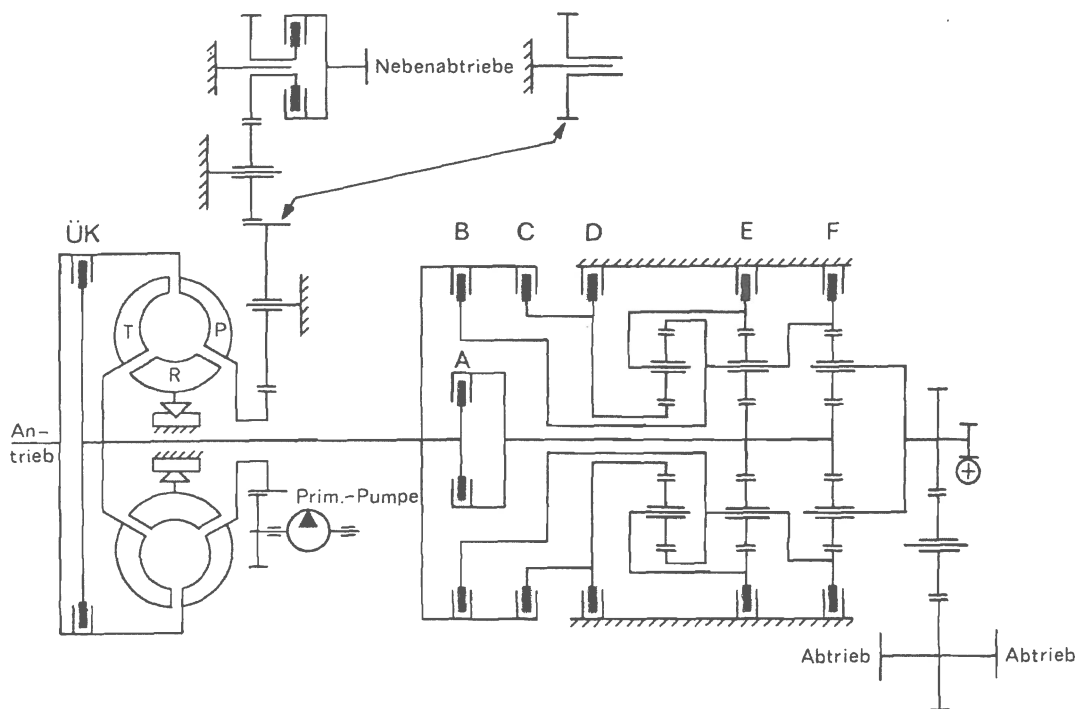 Nebenabtriebe
ÜK
B
C
D
E
F
T
P
R
A
An-
trieb
Prim.-Pumpe
Abtrieb
Abtrieb